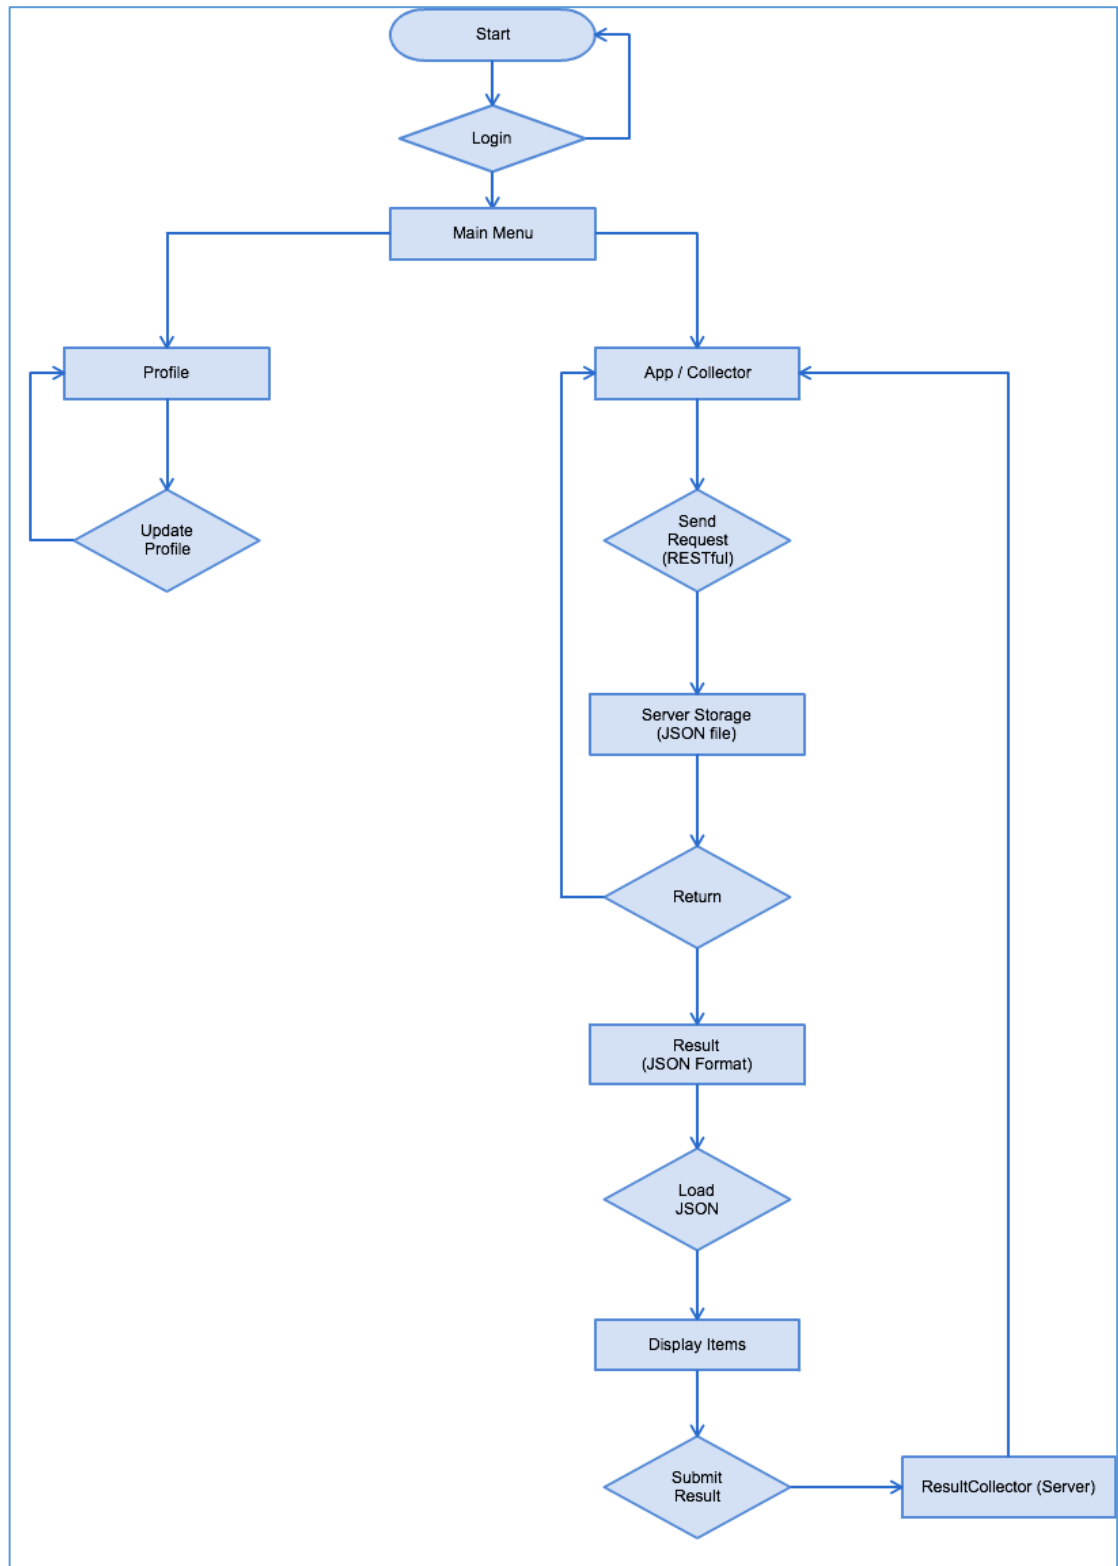 Start
Login
Main Menu
Profile
App / Collector
Update
Profile
Send
Request
(RESTful)
Server Storage
(JSON file)
Return
Result
(JSON Format)
Load
JSON
Display Items
Submit
Result
ResultCollector (Server)